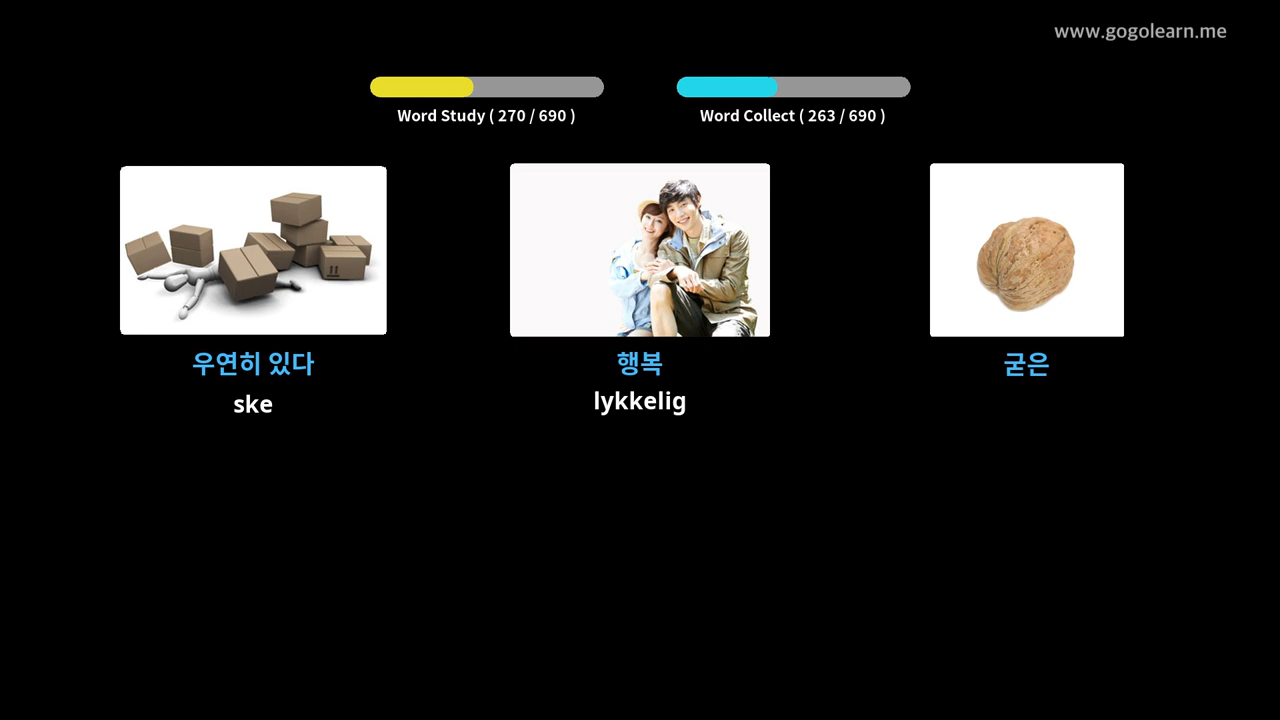 www.gogolearn.me
Word Study ( 270 / 690 )
Word Collect ( 263 / 690 )
우연히 있다
ske
행복
lykkelig
굳은